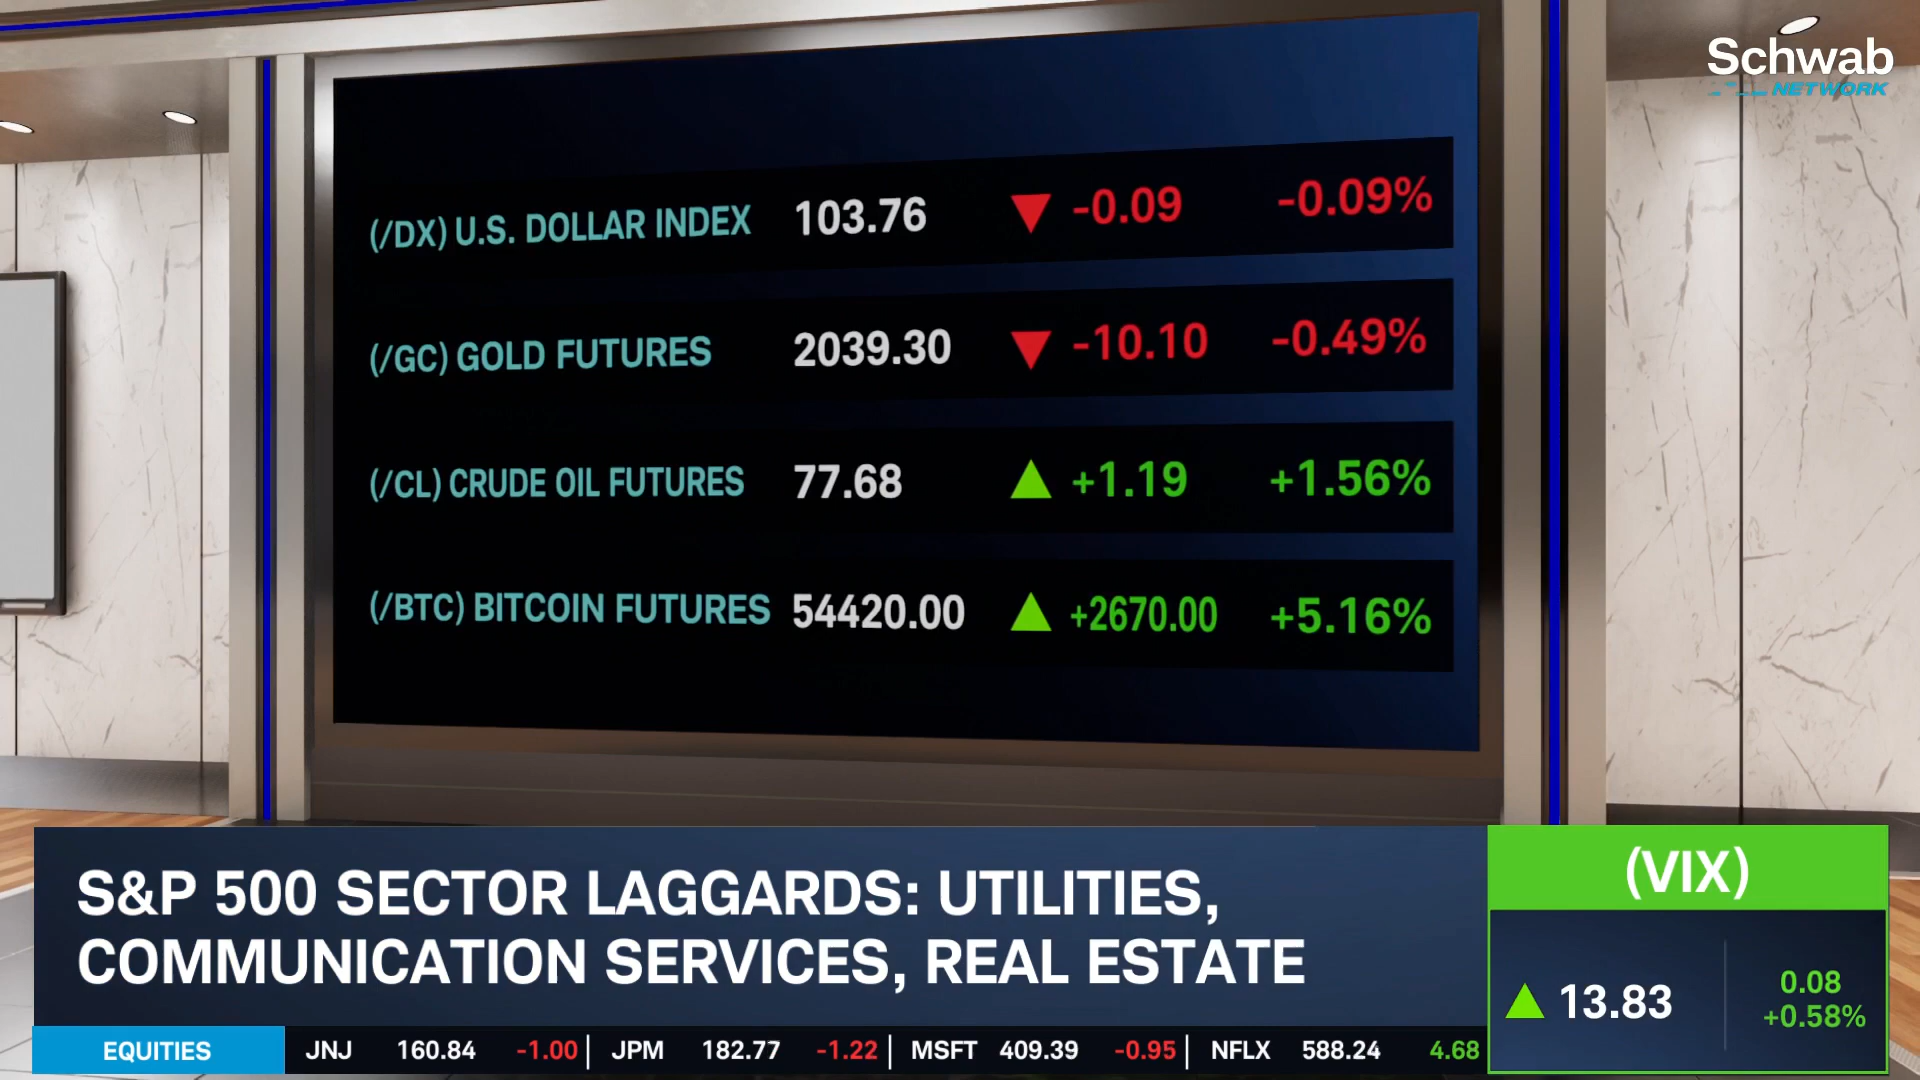 Schwab
NETWORK
(/DX) U.S. DOLLAR INDEX 103.76 ▼ -0.09 -0.09%
(/GC) GOLD FUTURES 2039.30 ▼ -10.10 -0.49%
(/CL) CRUDE OIL FUTURES 77.68 ▲ +1.19 +1.56%
(/BTC) BITCOIN FUTURES 54420.00 ▲ +2670.00 +5.16%
S&P 500 SECTOR LAGGARDS: UTILITIES,
COMMUNICATION SERVICES, REAL ESTATE
(VIX)
▲ 13.83
0.08
+0.58%
EQUITIES JNJ 160.84 -1.00 | JPM 182.77 -1.22 | MSFT 409.39 -0.95 | NFLX 588.24 4.68